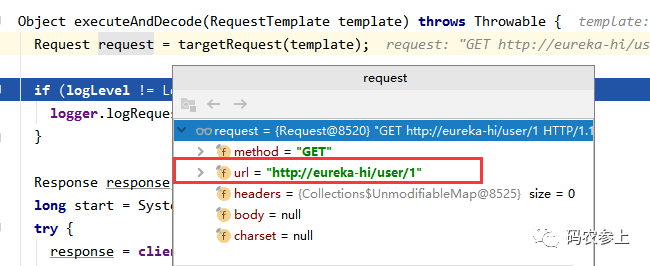 Object executeAndDecode(RequestTemplate template) throws Throwable { template:
Request request = targetRequest(template); request: "GET http://eureka-hi/us
if (logLevel != L
logger.logReque
}
Response response
long start = System
try {
response = clien
request
request = {Request@8520} "GET http://eureka-hi/user/1 HTTP/1.1
method = "GET"
url = "http://eureka-hi/user/1"
headers = {Collections$UnmodifiableMap@8525} size = 0
body = null
charset = null
码农参上